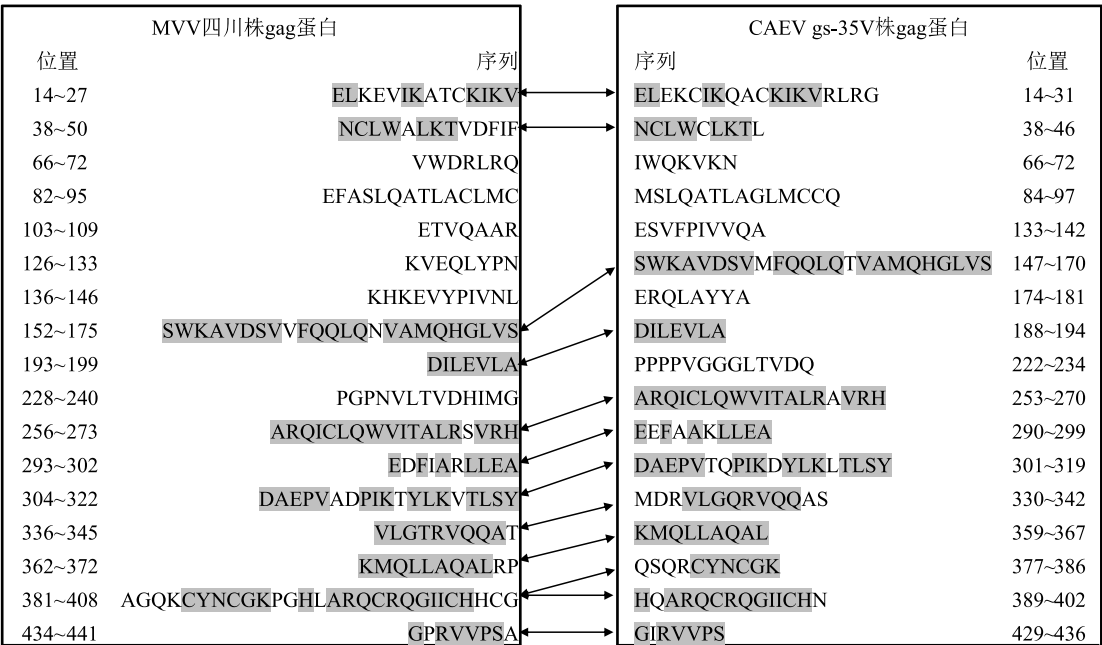 MVV四川株gag蛋白 CAEV gs-35V株gag蛋白
位置 序列 序列 位置
14~27 ELKEVIKATCKIKV ELEKCIKQACKIKVRLRG 14~31
38~50 NCLWALKTVDFIF NCLWCLKTL 38~46
66~72 VWDRLRQ IWQKVKN 66~72
82~95 EFASLQATLACLMC MSLQATLAGLMCCQ 84~97
103~109 ETVQAAR ESVFPIVVQA 133~142
126~133 KVEQLYPN SWKAVDSVMFQQLQTVAMQHGLVS 147~170
136~146 KHKEVYPIVNL ERQLAYYA 174~181
152~175 SWKAVDSVVFQQLQNVAMQHGLVS DILEVLA 188~194
193~199 DILEVLA PPPPVGGGLTVDQ 222~234
228~240 PGPNVLTVDHIMG ARQICLQWVITALRAVRH 253~270
256~273 ARQICLQWVITALRSVRH EEFAAKLLEA 290~299
293~302 EDFIARLLEA DAEPVTQPIKDYLKLTLSY 301~319
304~322 DAEPVADPIKTYLKVTLSY MDRVLGQRVQQAS 330~342
336~345 VLGTRVQQAT KMQLLAQAL 359~367
362~372 KMQLLAQALRP QSQRCYNCGK 377~386
381~408 AGQKCYNCGKPGHLARQCRQGIICHHCG HQARQCRQGIICHN 389~402
434~441 GPRVVPSA GIRVVPS 429~436